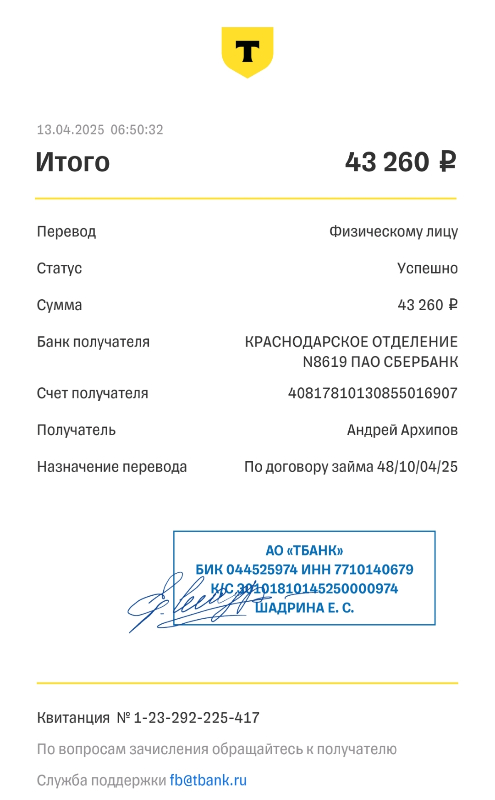 Т
13.04.2025 06:50:32
Итого 43 260 ₽
Перевод Физическому лицу
Статус Успешно
Сумма 43 260 ₽
Банк получателя КРАСНОДАРСКОЕ ОТДЕЛЕНИЕ
N8619 ПАО СБЕРБАНК
Счет получателя 40817810130855016907
Получатель Андрей Архипов
Назначение перевода По договору займа 48/10/04/25
АО «ТБАНК»
БИК 044525974 ИНН 7710140679
К/С 30101810145250000974
ШАДРИНА Е. С.
Квитанция № 1-23-292-225-417
По вопросам зачисления обращайтесь к получателю
Служба поддержки fb@tbank.ru